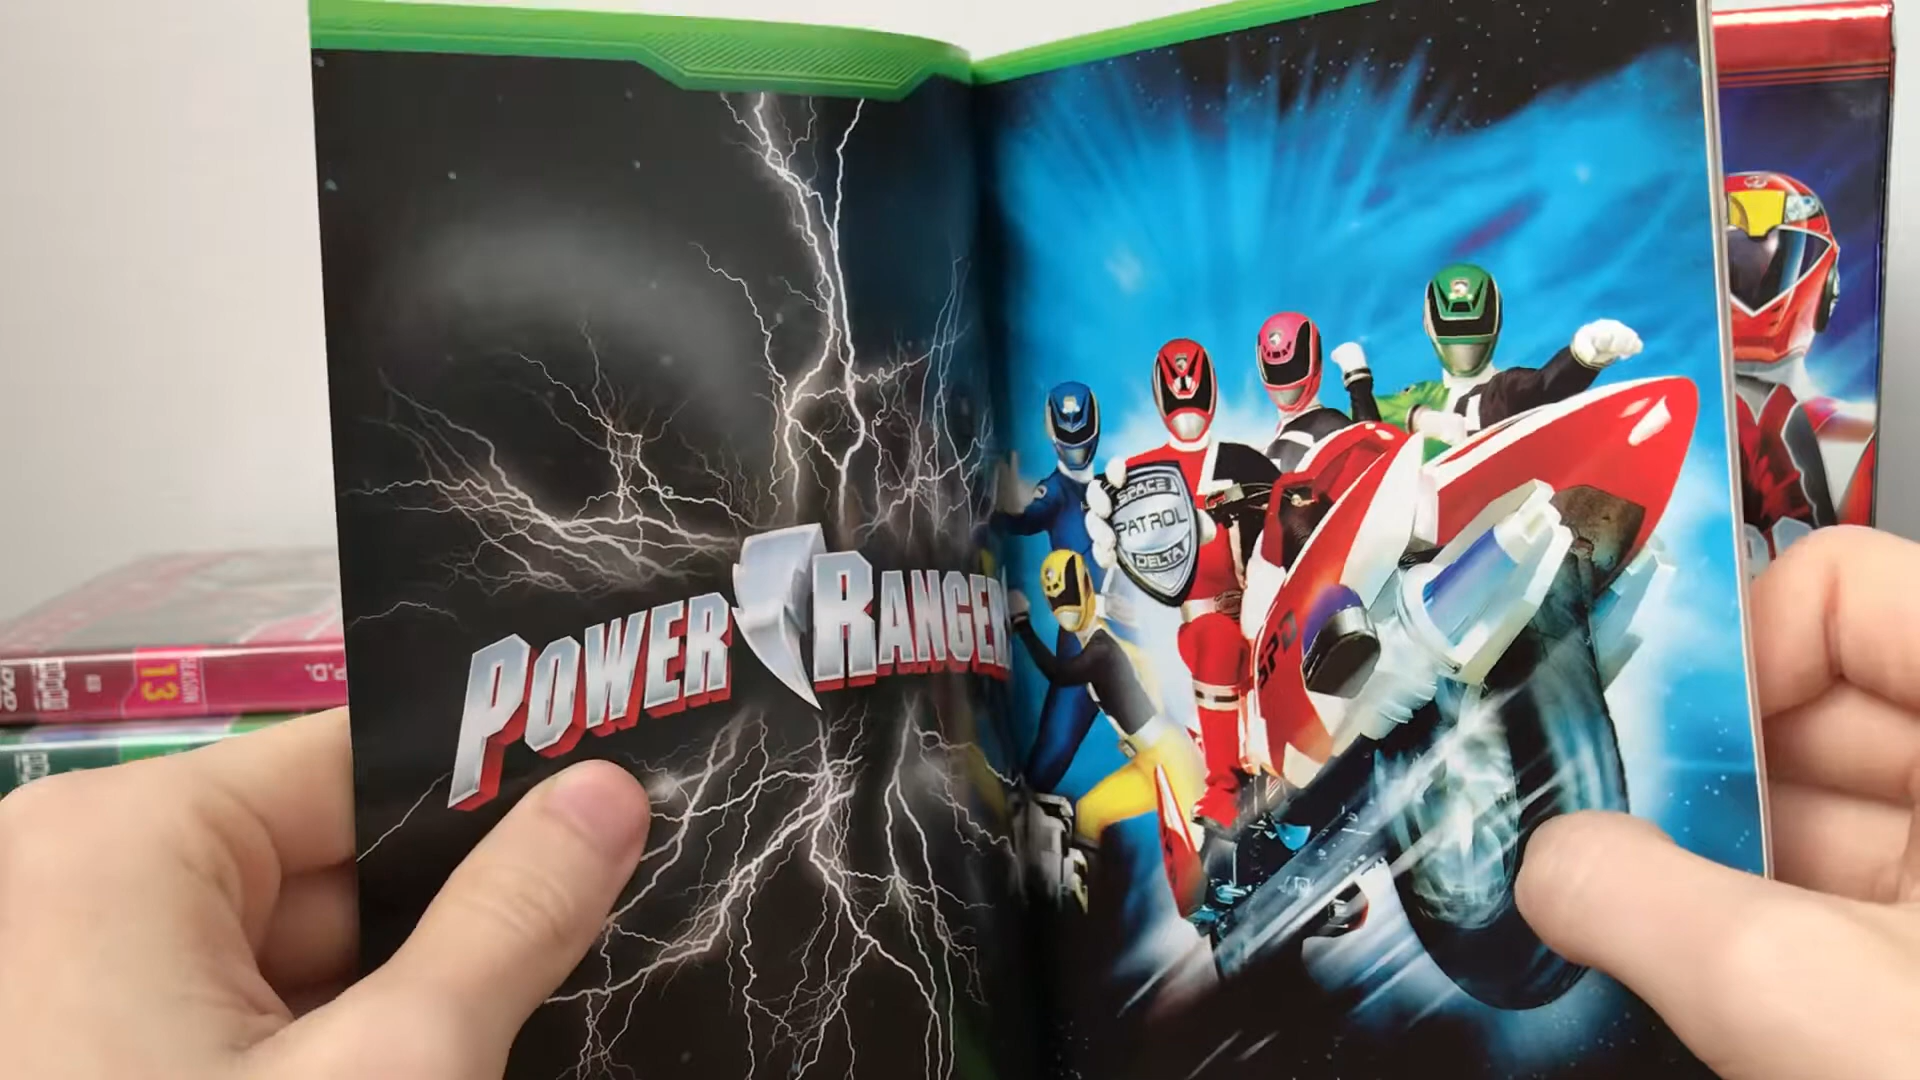 POWER RANGER
SPACE
PATROL
DELTA
SPD
SEASON
13
P.D.
DVD